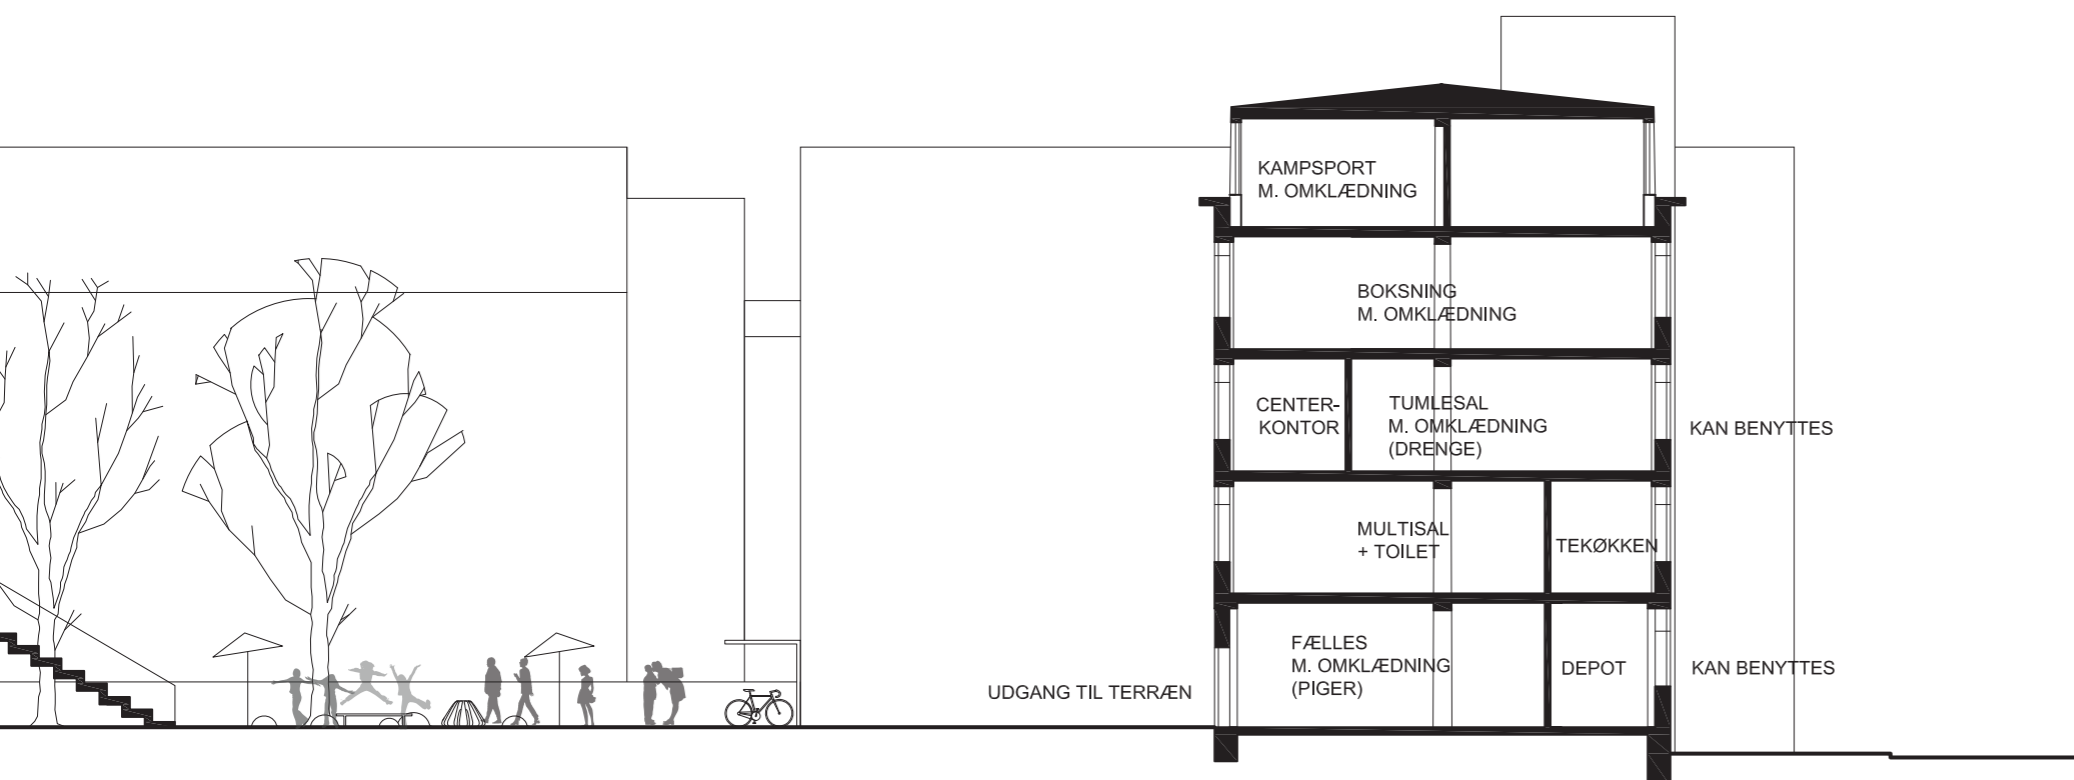 KAMPSPORT
M. OMKLÆDNING
BOKSNING
M. OMKLÆDNING
CENTER-
KONTOR
TUMLESAL
M. OMKLÆDNING
(DRENGE)
KAN BENYTTES
MULTISAL
+ TOILET
TEKØKKEN
FÆLLES
M. OMKLÆDNING
(PIGER)
DEPOT
KAN BENYTTES
UDGANG TIL TERRÆN